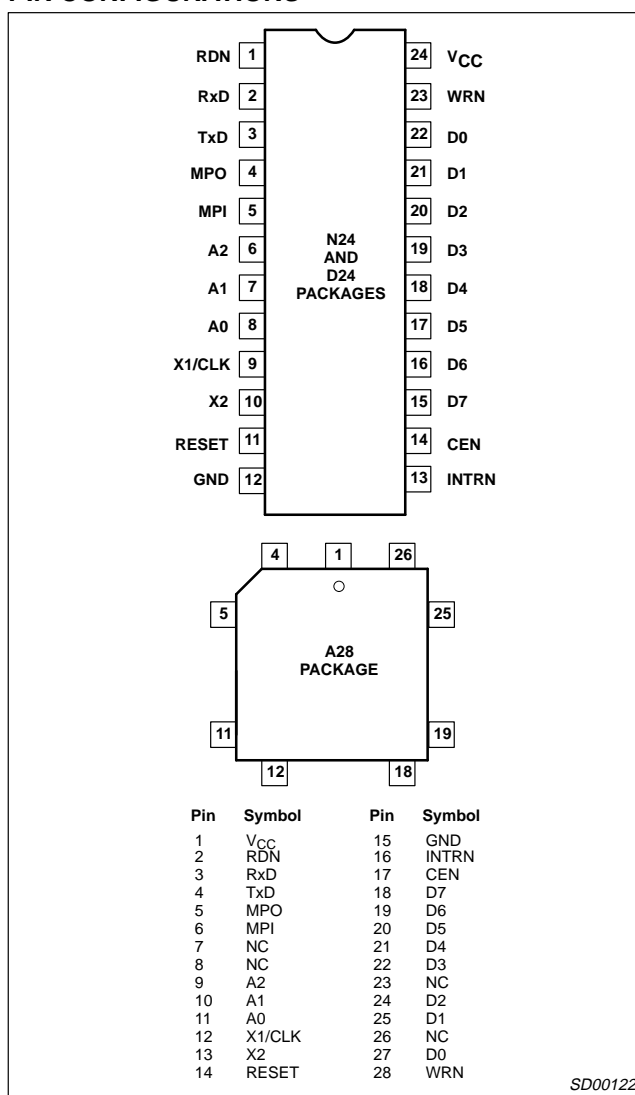 RDN 1 24 VCC
RxD 2 23 WRN
TxD 3 22 D0
MPO 4 21 D1
MPI 5 20 D2
N24
AND
D24
PACKAGES
A2 6 19 D3
A1 7 18 D4
A0 8 17 D5
X1/CLK 9 16 D6
X2 10 15 D7
RESET 11 14 CEN
GND 12 13 INTRN
4 1 26
5 25
A28
PACKAGE
11 19
12 18
Pin Symbol Pin Symbol
1 VCC 15 GND
2 RDN 16 INTRN
3 RxD 17 CEN
4 TxD 18 D7
5 MPO 19 D6
6 MPI 20 D5
7 NC 21 D4
8 NC 22 D3
9 A2 23 NC
10 A1 24 D2
11 A0 25 D1
12 X1/CLK 26 NC
13 X2 27 D0
14 RESET 28 WRN
SD00122